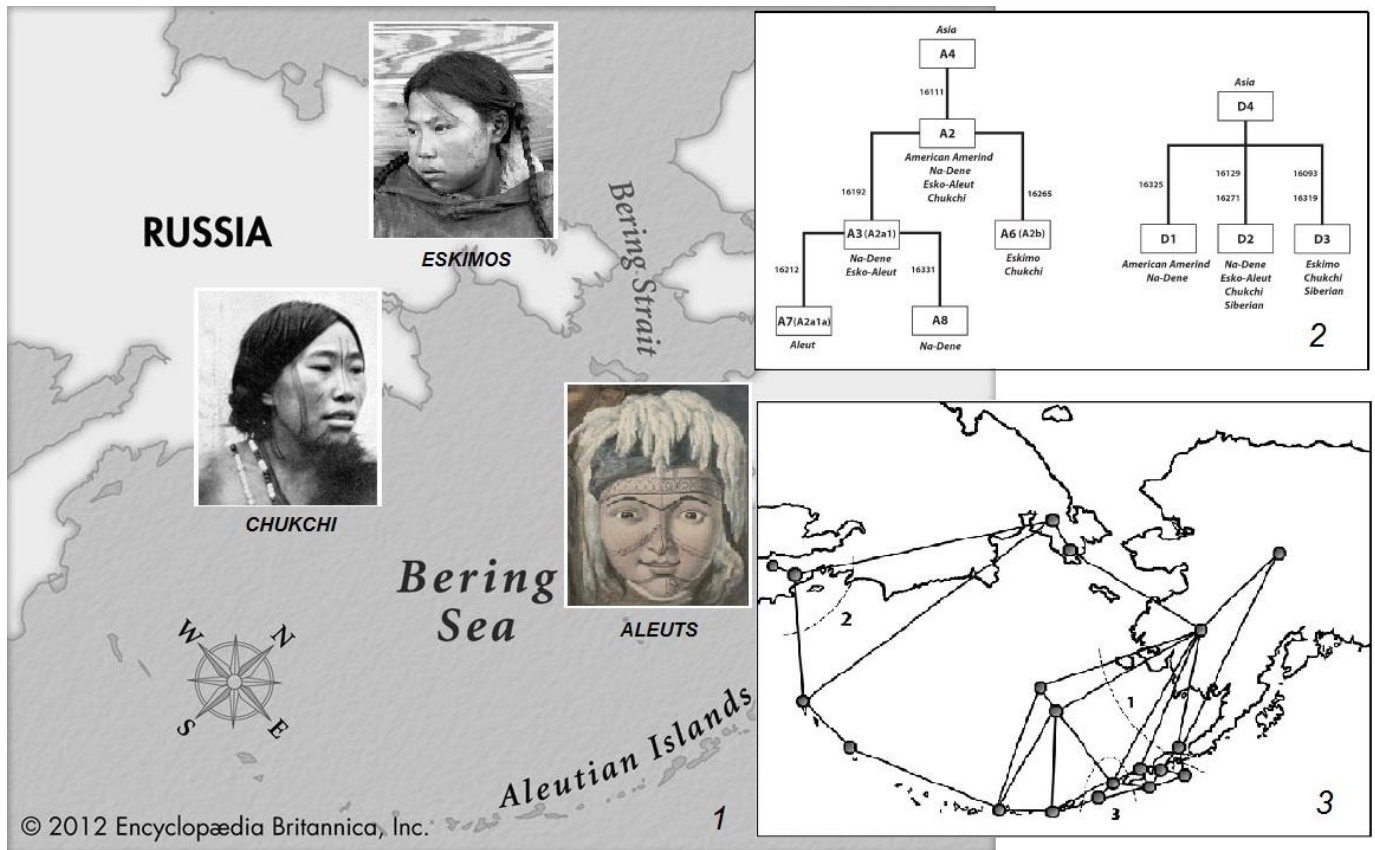 RUSSIA
ESKIMOS
Bering Strait
CHUKCHI
Bering
Sea
ALEUTS
W
N
S
E
Aleutian Islands
© 2012 Encyclopædia Britannica, Inc.
1
Asia
A4
16111
A2
American Amerind
Na-Dene
Esko-Aleut
Chukchi
16192
16265
A3 (A2a1)
A6 (A2b)
Na-Dene
Esko-Aleut
Eskimo
Chukchi
16212
16331
A7(A2a1a)
A8
Aleut
Na-Dene
Asia
D4
16325
16129
16093
16271
16319
D1
D2
D3
American Amerind
Na-Dene
Na-Dene
Esko-Aleut
Chukchi
Siberian
Eskimo
Chukchi
Siberian
2
2
1
3
3